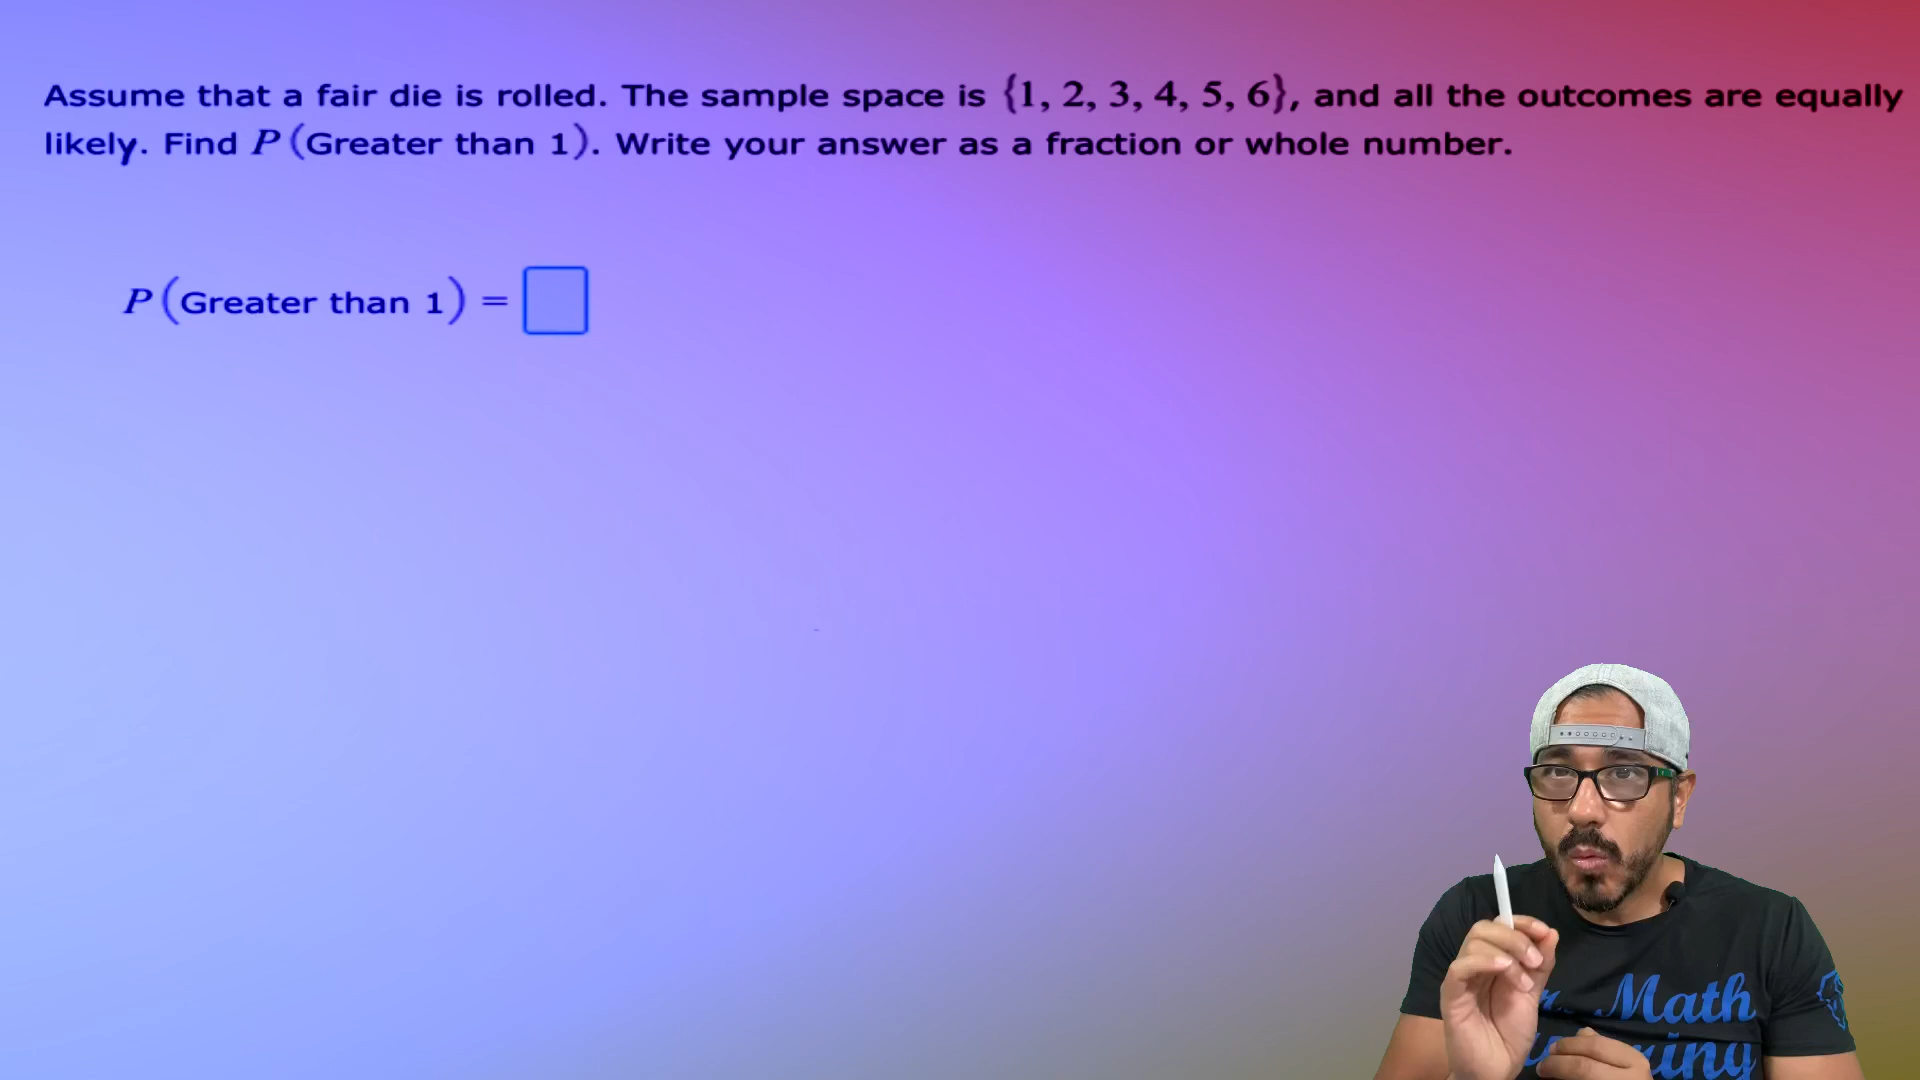 Assume that a fair die is rolled. The sample space is {1, 2, 3, 4, 5, 6}, and all the outcomes are equally
likely. Find P (Greater than 1). Write your answer as a fraction or whole number.
P (Greater than 1) =
Math